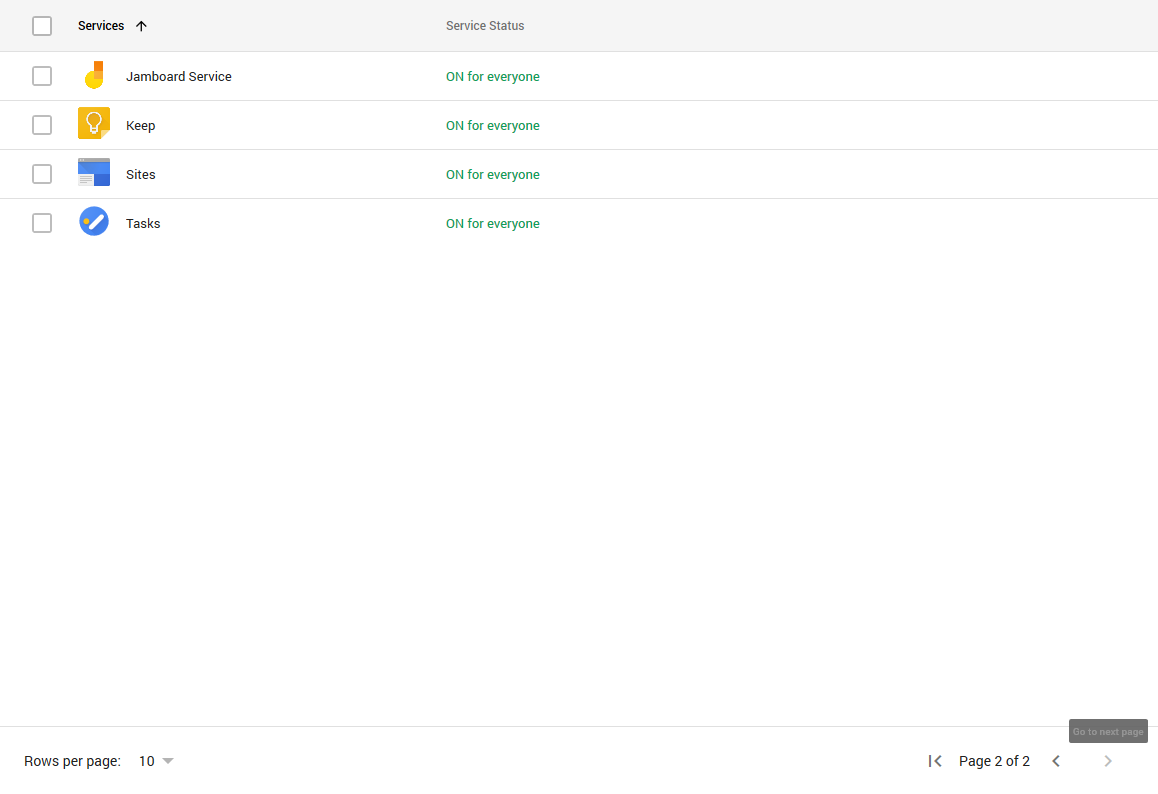 Services Service Status
Jamboard Service ON for everyone
Keep ON for everyone
Sites ON for everyone
Tasks ON for everyone
Go to next page
Rows per page: 10 Page 2 of 2